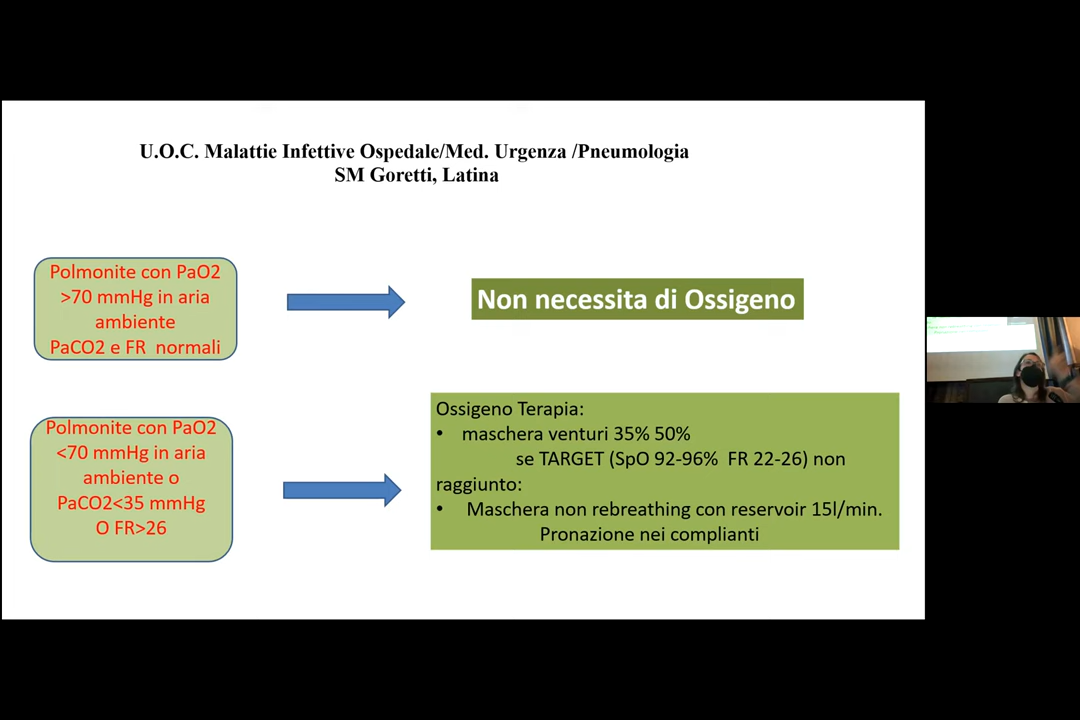 U.O.C. Malattie Infettive Ospedale/Med. Urgenza /Pneumologia
SM Goretti, Latina
Polmonite con PaO2
>70 mmHg in aria
ambiente
PaCO2 e FR normali
Non necessita di Ossigeno
Polmonite con PaO2
<70 mmHg in aria
ambiente o
PaCO2<35 mmHg
O FR>26
Ossigeno Terapia:
• maschera venturi 35% 50%
se TARGET (SpO 92-96% FR 22-26) non
raggiunto:
• Maschera non rebreathing con reservoir 15l/min.
Pronazione nei complianti